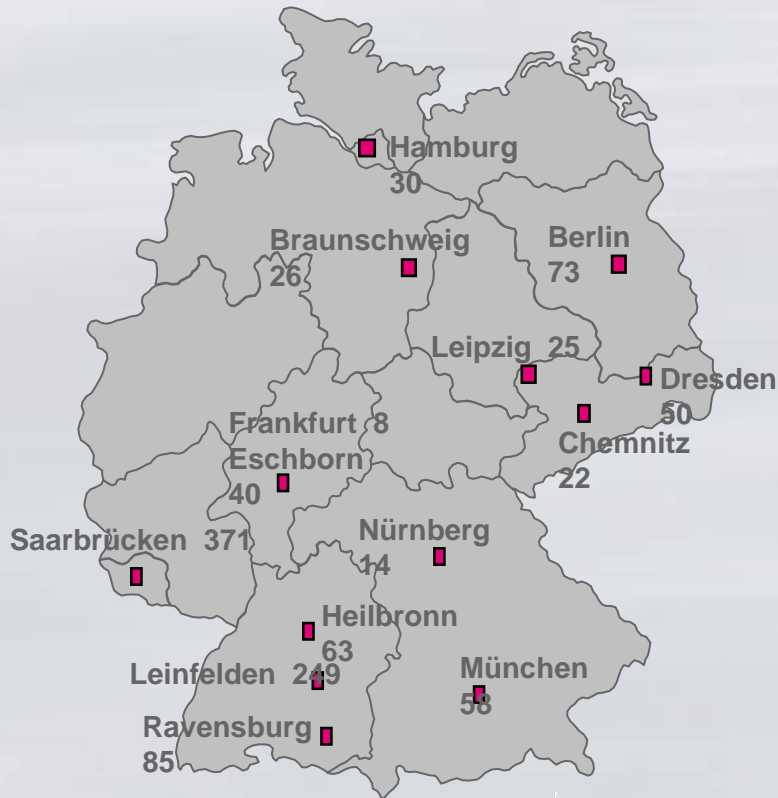 Hamburg
30
Braunschweig
26
Berlin
73
Leipzig 25
Dresden
50
Chemnitz
22
Frankfurt 8
Eschborn
40
Saarbrücken 371
Nürnberg
14
Heilbronn
63
Leinfelden 249
München
58
Ravensburg
85